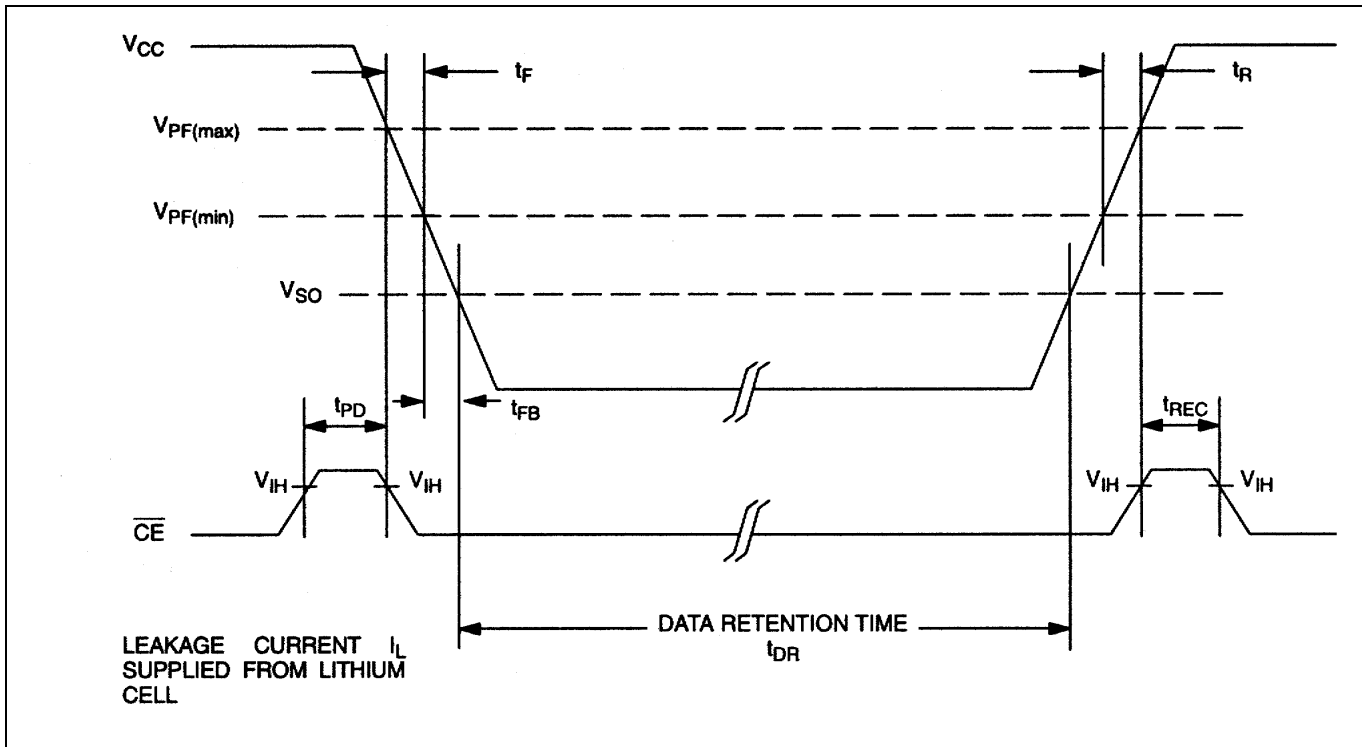 VCC
tF
tR
VPF(max)
VPF(min)
VSO
tPD
tFB
tREC
VIH
VIH
VIH
VIH
CE
DATA RETENTION TIME
tDR
LEAKAGE CURRENT IL
SUPPLIED FROM LITHIUM
CELL